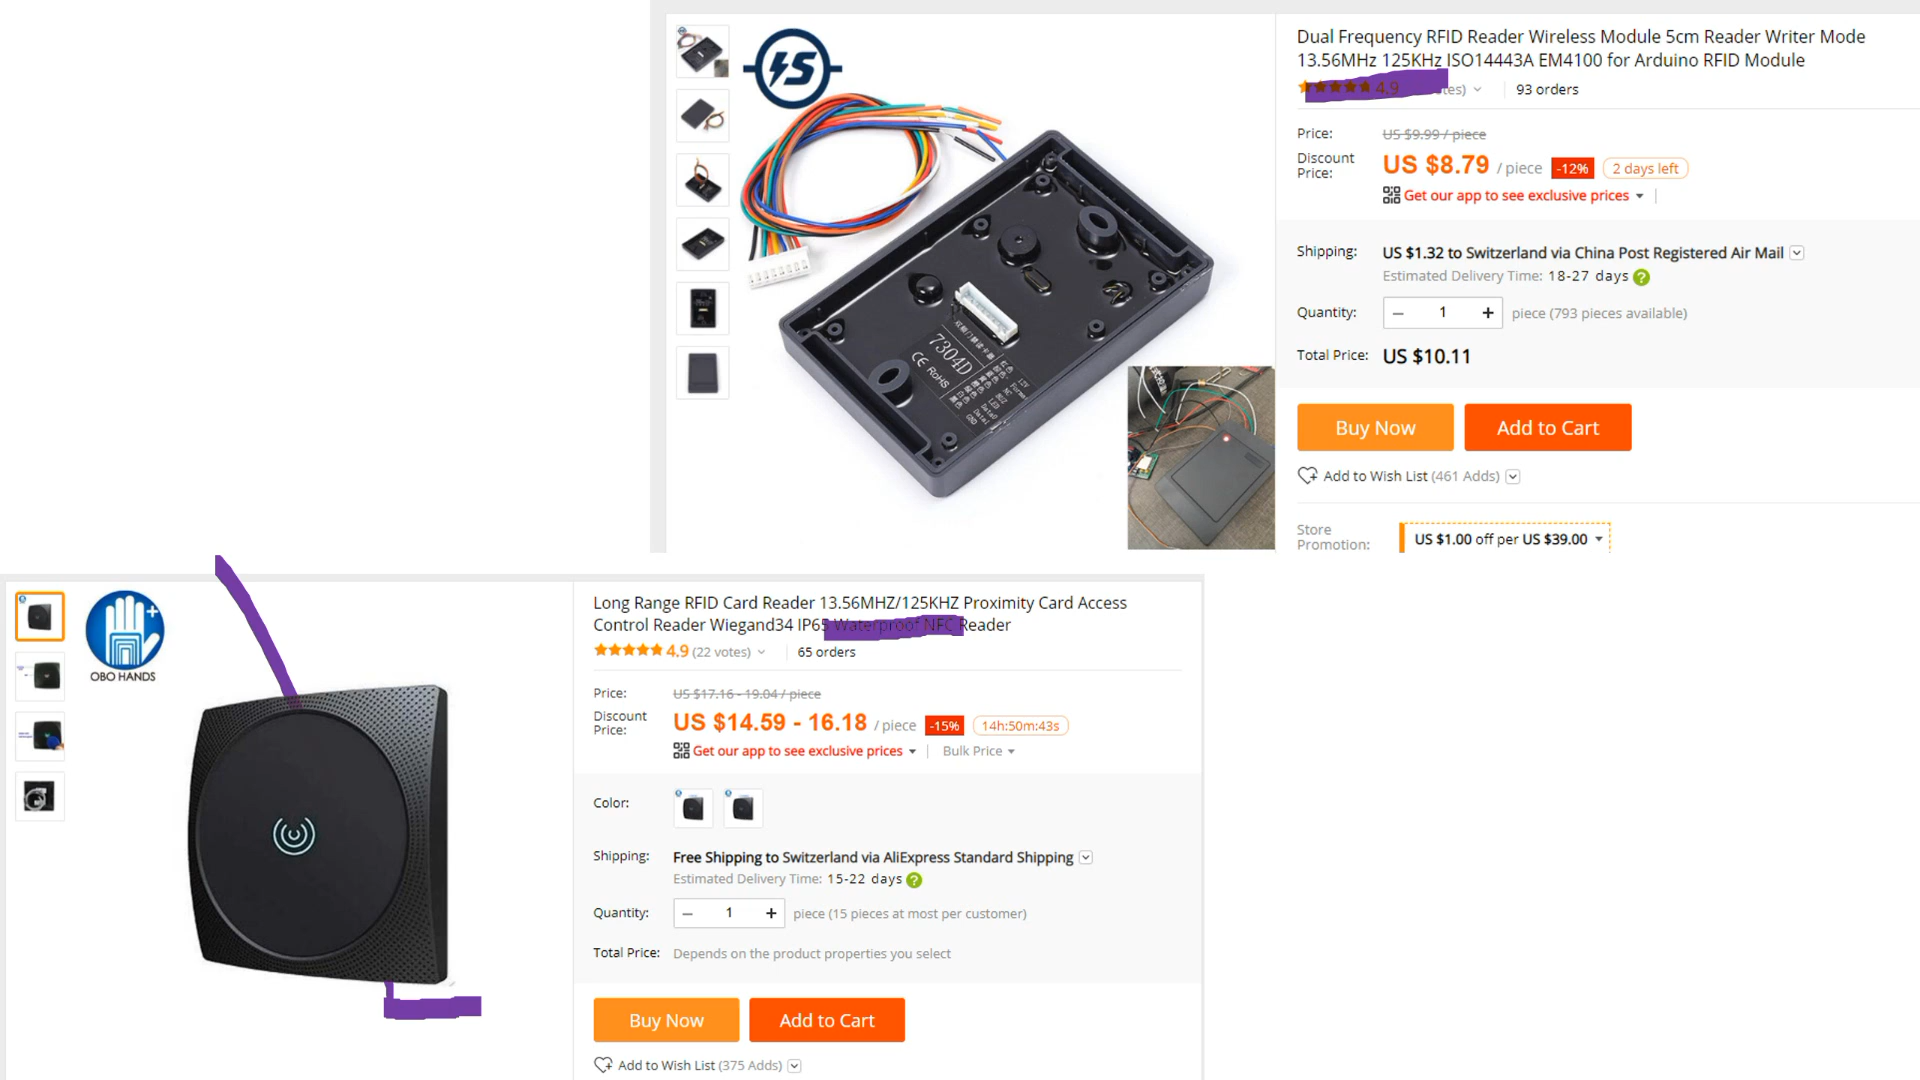 Dual Frequency RFID Reader Wireless Module 5cm Reader Writer Mode
13.56MHz 125KHz ISO14443A EM4100 for Arduino RFID Module
4.9 93 orders
Price: US $9.99 / piece
Discount Price: US $8.79 / piece -12% 2 days left
Get our app to see exclusive prices
Shipping: US $1.32 to Switzerland via China Post Registered Air Mail
Estimated Delivery Time: 18-27 days ?
Quantity: − 1 + piece (793 pieces available)
Total Price: US $10.11
Buy Now Add to Cart
Add to Wish List (461 Adds)
Store Promotion: US $1.00 off per US $39.00
7304D
CE RoHS
12V
NC
LED
Data0
Data1
GND
OBO HANDS
Long Range RFID Card Reader 13.56MHZ/125KHZ Proximity Card Access
Control Reader Wiegand34 IP65 Waterproof NFC Reader
4.9 (22 votes) 65 orders
Price: US $17.16 - 19.04 / piece
Discount Price: US $14.59 - 16.18 / piece -15% 14h:50m:43s
Get our app to see exclusive prices Bulk Price
Color:
Shipping: Free Shipping to Switzerland via AliExpress Standard Shipping
Estimated Delivery Time: 15-22 days ?
Quantity: − 1 + piece (15 pieces at most per customer)
Total Price: Depends on the product properties you select
Buy Now Add to Cart
Add to Wish List (375 Adds)